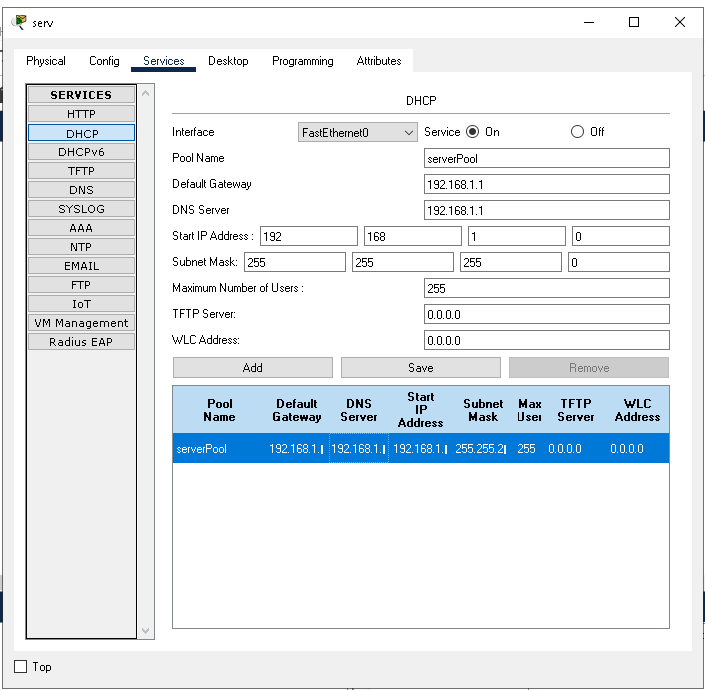 serv
Physical Config Services Desktop Programming Attributes
SERVICES
HTTP
DHCP
DHCPv6
TFTP
DNS
SYSLOG
AAA
NTP
EMAIL
FTP
IoT
VM Management
Radius EAP
DHCP
Interface FastEthernet0 Service On Off
Pool Name serverPool
Default Gateway 192.168.1.1
DNS Server 192.168.1.1
Start IP Address : 192 168 1 0
Subnet Mask: 255 255 255 0
Maximum Number of Users : 255
TFTP Server: 0.0.0.0
WLC Address: 0.0.0.0
Add Save Remove
Pool Name Default Gateway DNS Server Start IP Address Subnet Mask Max User TFTP Server WLC Address
serverPool 192.168.1. 192.168.1. 192.168.1. 255.255.2 255 0.0.0.0 0.0.0.0
Top